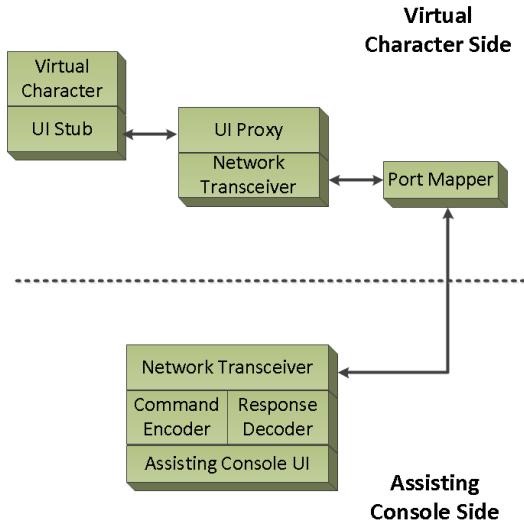 Virtual
Character Side
Virtual
Character
UI Stub
UI Proxy
Network
Transceiver
Port Mapper
Network Transceiver
Command
Encoder
Response
Decoder
Assisting Console UI
Assisting
Console Side